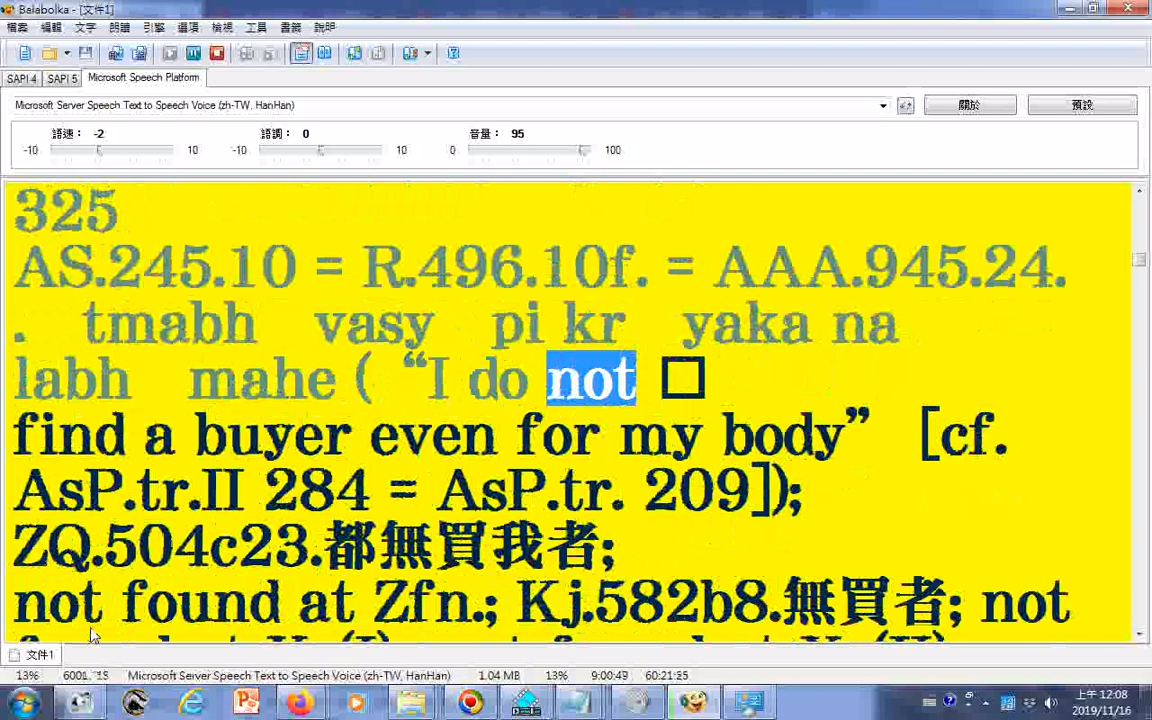 Balabolka - [文件1]
檔案 編輯 文字 朗讀 引擎 選項 檢視 工具 書籤 說明
SAPI 4 SAPI 5 Microsoft Speech Platform
Microsoft Server Speech Text to Speech Voice (zh-TW, HanHan) 關於 預設
語速： -2 語調： 0 音量： 95
-10 10 -10 10 0 100
325
AS.245.10 = R.496.10f. = AAA.945.24.
. tmabh vasy pi kr yaka na
labh mahe ( “I do not □
find a buyer even for my body” [cf.
AsP.tr.II 284 = AsP.tr. 209]);
ZQ.504c23.都無買我者;
not found at Zfn.; Kj.582b8.無買者; not
文件1
13% Microsoft Server Speech Text to Speech Voice (zh-TW, HanHan) 1.04 MB 13% 9:00:49 60:21:25
上午 12:08
2019/11/16